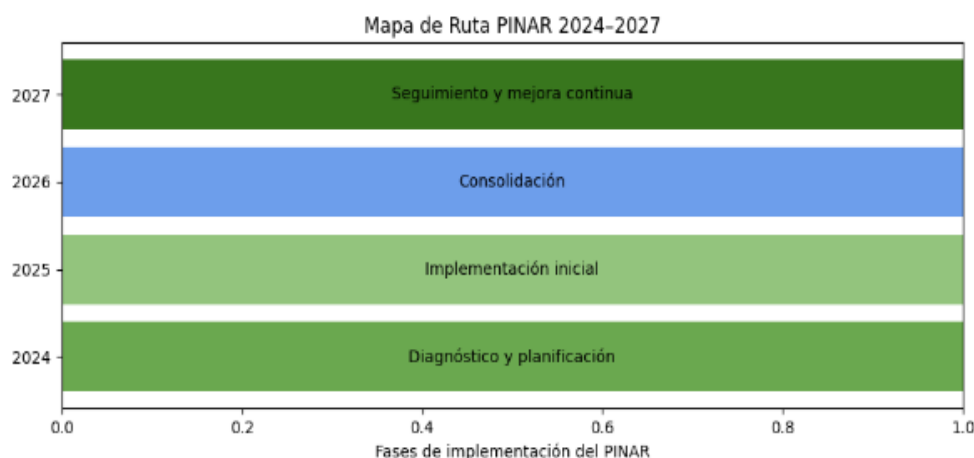 Mapa de Ruta PINAR 2024–2027
2027
Seguimiento y mejora continua
2026
Consolidación
2025
Implementación inicial
2024
Diagnóstico y planificación
0.0 0.2 0.4 0.6 0.8 1.0
Fases de implementación del PINAR